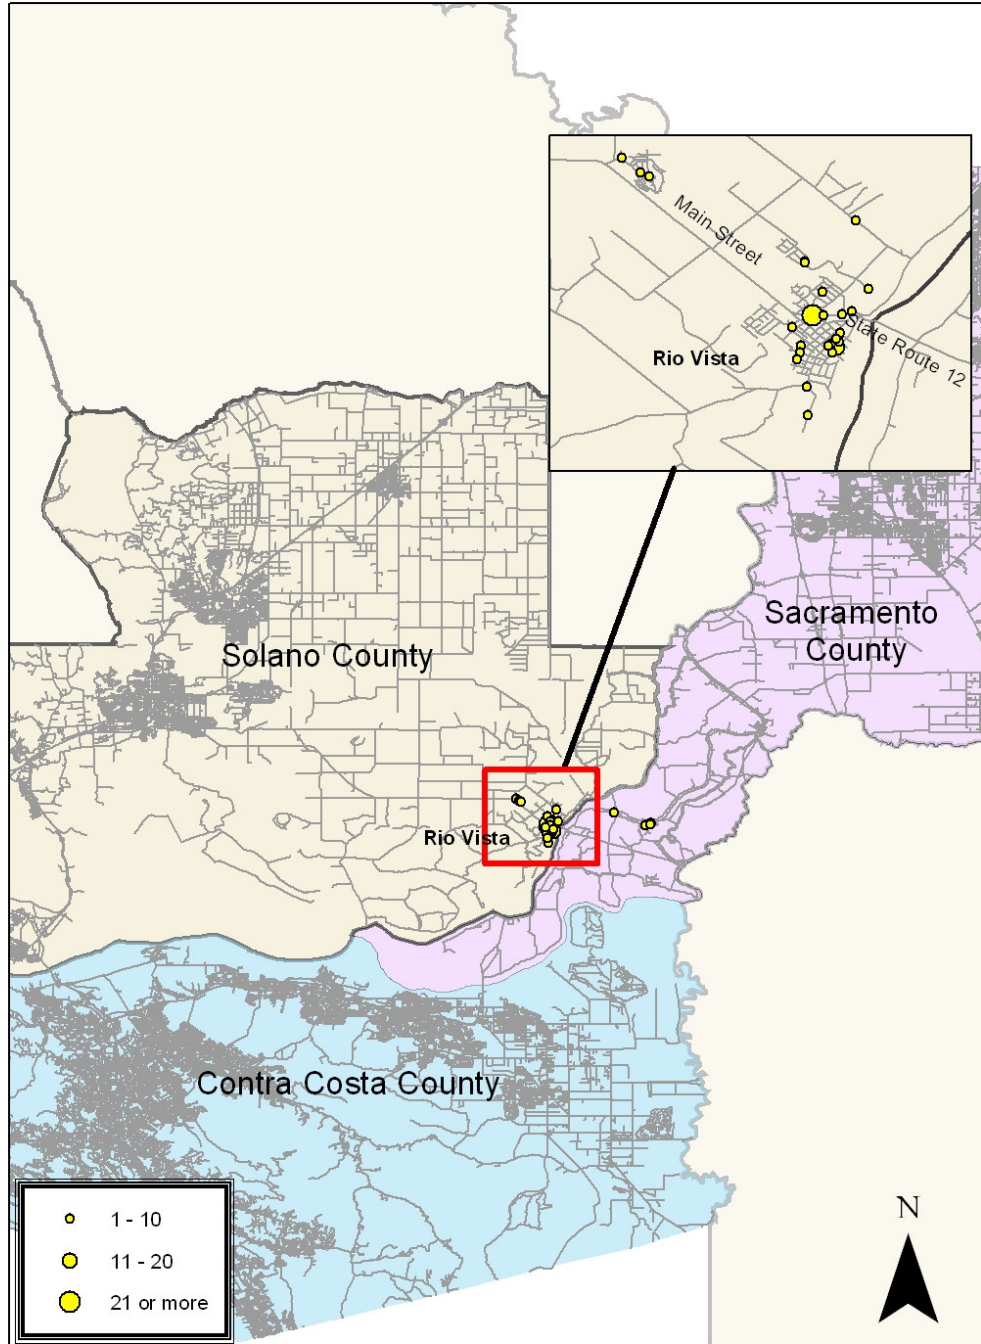 Main Street
State Route 12
Rio Vista
Sacramento
County
Solano County
Rio Vista
Contra Costa County
1 - 10
11 - 20
21 or more
N